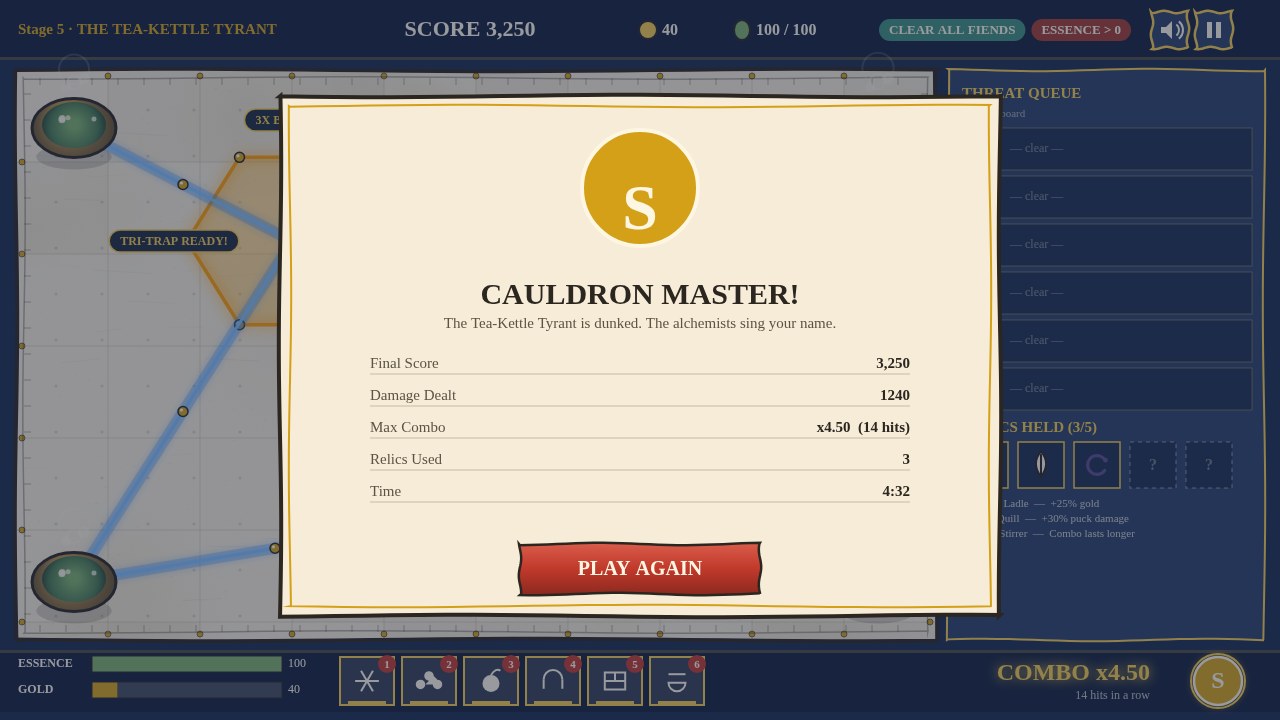 Stage 5 · THE TEA-KETTLE TYRANT
SCORE 3,250
40
100 / 100
CLEAR ALL FIENDS
ESSENCE > 0
3X B
TRI-TRAP READY!
S
CAULDRON MASTER!
The Tea-Kettle Tyrant is dunked. The alchemists sing your name.
Final Score 3,250
Damage Dealt 1240
Max Combo x4.50 (14 hits)
Relics Used 3
Time 4:32
PLAY AGAIN
THREAT QUEUE
— clear —
— clear —
— clear —
— clear —
— clear —
— clear —
CS HELD (3/5)
? ?
Ladle — +25% gold
Quill — +30% puck damage
Stirrer — Combo lasts longer
ESSENCE 100
GOLD 40
1 2 3 4 5 6
COMBO x4.50
14 hits in a row
S